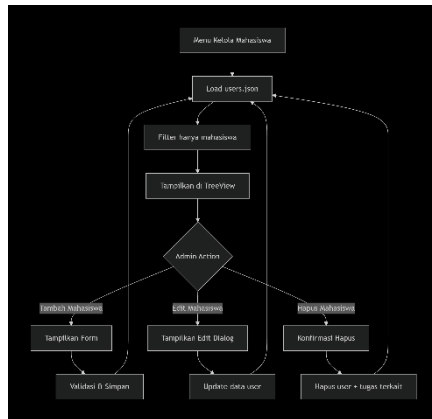 Menu Kelola Mahasiswa
Load users.json
Filter hanya mahasiswa
Tampilkan di TreeView
Admin Action
Tambah Mahasiswa
Edit Mahasiswa
Hapus Mahasiswa
Tampilkan Form
Tampilkan Edit Dialog
Konfirmasi Hapus
Validasi & Simpan
Update data user
Hapus user + tugas terkait